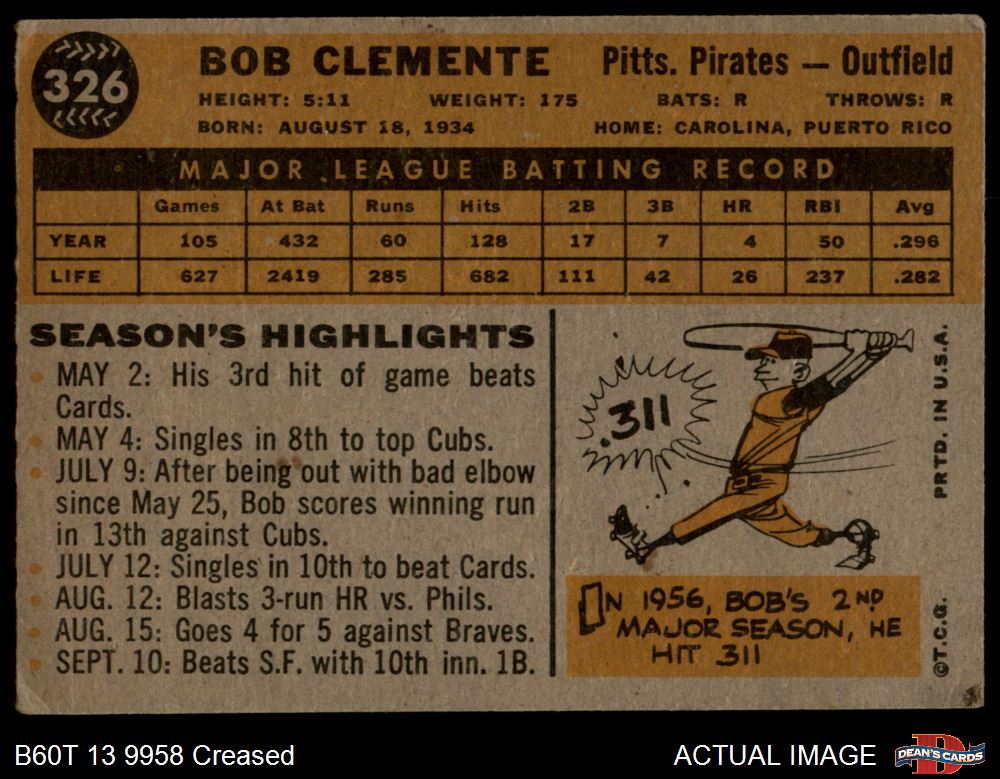 326
BOB CLEMENTE Pitts. Pirates — Outfield
HEIGHT: 5:11 WEIGHT: 175 BATS: R THROWS: R
BORN: AUGUST 18, 1934 HOME: CAROLINA, PUERTO RICO
MAJOR LEAGUE BATTING RECORD
Games At Bat Runs Hits 2B 3B HR RBI Avg
YEAR 105 432 60 128 17 7 4 50 .296
LIFE 627 2419 285 682 111 42 26 237 .282
SEASON'S HIGHLIGHTS
• MAY 2: His 3rd hit of game beats
Cards.
• MAY 4: Singles in 8th to top Cubs.
• JULY 9: After being out with bad elbow
since May 25, Bob scores winning run
in 13th against Cubs.
• JULY 12: Singles in 10th to beat Cards.
• AUG. 12: Blasts 3-run HR vs. Phils.
• AUG. 15: Goes 4 for 5 against Braves.
• SEPT. 10: Beats S.F. with 10th inn. 1B.
.311
IN 1956, BOB'S 2ND
MAJOR SEASON, HE
HIT 311
©T.C.G. PRTD. IN U.S.A.
B60T 13 9958 Creased
ACTUAL IMAGE
D
DEAN'S CARDS